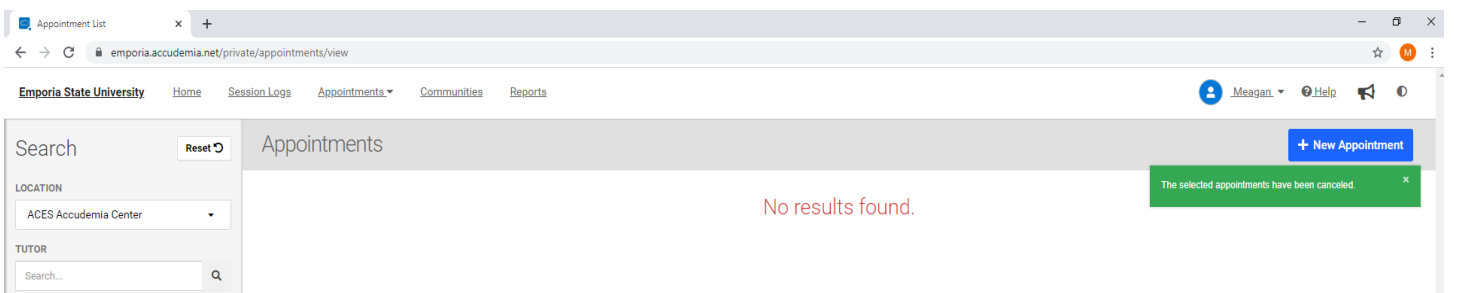 Appointment List
emporia.accudemia.net/private/appointments/view
M
Emporia State University Home Session Logs Appointments Communities Reports Meagan Help
Search Reset Appointments + New Appointment
The selected appointments have been canceled. ×
LOCATION
ACES Accudemia Center
No results found.
TUTOR
Search...